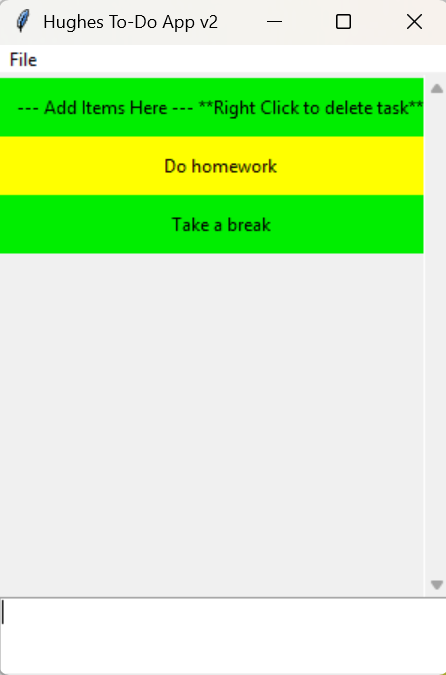 Hughes To-Do App v2
File
--- Add Items Here --- **Right Click to delete task**
Do homework
Take a break